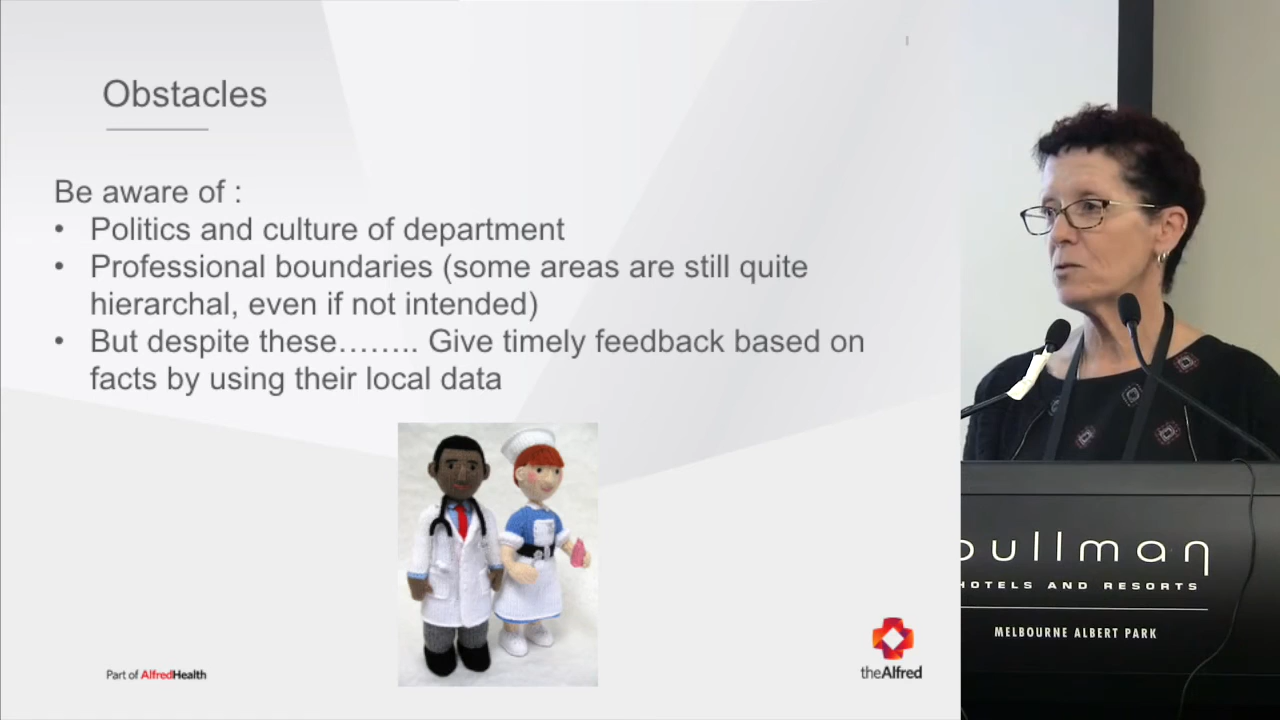 Obstacles
Be aware of :
• Politics and culture of department
• Professional boundaries (some areas are still quite
hierarchal, even if not intended)
• But despite these…….. Give timely feedback based on
facts by using their local data
Part of AlfredHealth
theAlfred
pullman
HOTELS AND RESORTS
MELBOURNE ALBERT PARK